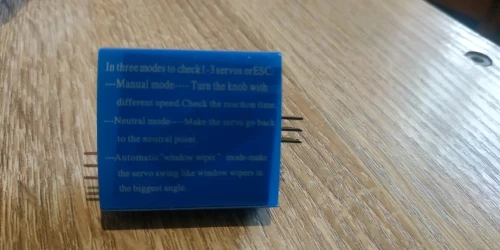 In three modes to check1-3 servos orESC:
---Manual mode---- Turn the knob with
different speed.Check the reaction time.
---Neutral mode----Make the servo go back
to the neutral point.
---Automatic"window wiper" mode-make
the servo swing like window wipers in
the biggest angle.